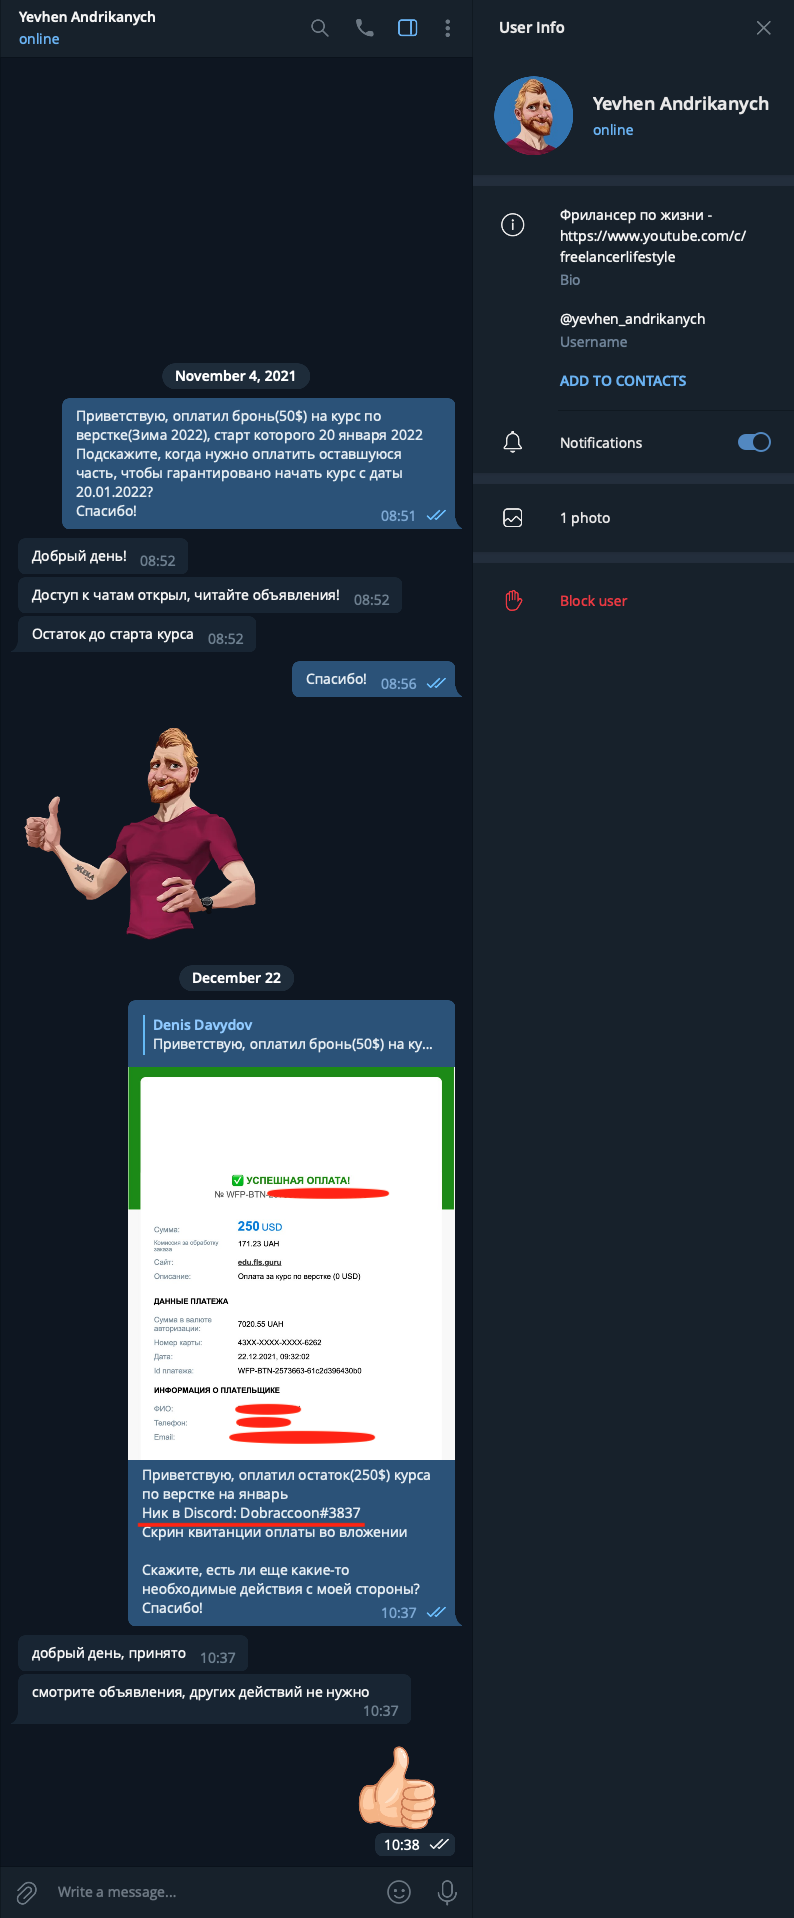 Yevhen Andrikanych
online
November 4, 2021
Приветствую, оплатил бронь(50$) на курс по
верстке(Зима 2022), старт которого 20 января 2022
Подскажите, когда нужно оплатить оставшуюся
часть, чтобы гарантировано начать курс с даты
20.01.2022?
Спасибо!
08:51
Добрый день! 08:52
Доступ к чатам открыл, читайте объявления! 08:52
Остаток до старта курса 08:52
Спасибо! 08:56
December 22
Denis Davydov
Приветствую, оплатил бронь(50$) на ку...
✅ УСПЕШНАЯ ОПЛАТА!
№ WFP-BTN-
Сумма: 250 USD
Комиссия за обработку
заказа
171.23 UAH
Сайт: edu.fls.guru
Описание: Оплата за курс по верстке (0 USD)
ДАННЫЕ ПЛАТЕЖА
Сумма в валюте
авторизации:
7020.55 UAH
Номер карты: 43XX-XXXX-XXXX-6262
Дата: 22.12.2021, 09:32:02
Id платежа: WFP-BTN-2573663-61c2d396430b0
ИНФОРМАЦИЯ О ПЛАТЕЛЬЩИКЕ
ФИО:
Телефон:
Email:
Приветствую, оплатил остаток(250$) курса
по верстке на январь
Ник в Discord: Dobraccoon#3837
Скрин квитанции оплаты во вложении
Скажите, есть ли еще какие-то
необходимые действия с моей стороны?
Спасибо!
10:37
добрый день, принято 10:37
смотрите объявления, других действий не нужно
10:37
10:38
Write a message...
User Info
Yevhen Andrikanych
online
Фрилансер по жизни -
https://www.youtube.com/c/
freelancerlifestyle
Bio
@yevhen_andrikanych
Username
ADD TO CONTACTS
Notifications
1 photo
Block user